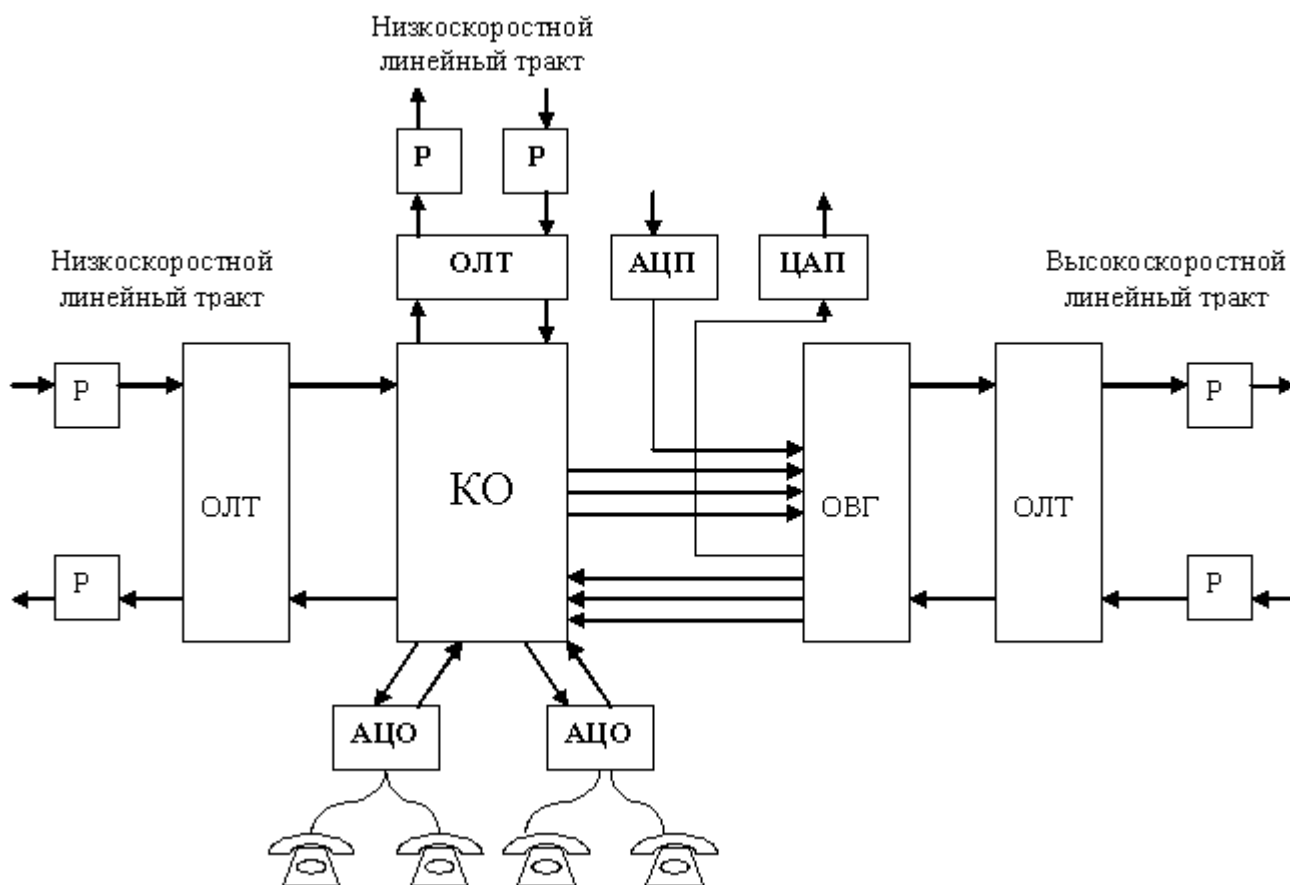 Низкоскоростной
линейный тракт
Р
Р
ОЛТ
АЦП
ЦАП
Низкоскоростной
линейный тракт
Высокоскоростной
линейный тракт
Р
Р
ОЛТ
КО
ОВГ
ОЛТ
Р
Р
АЦО
АЦО